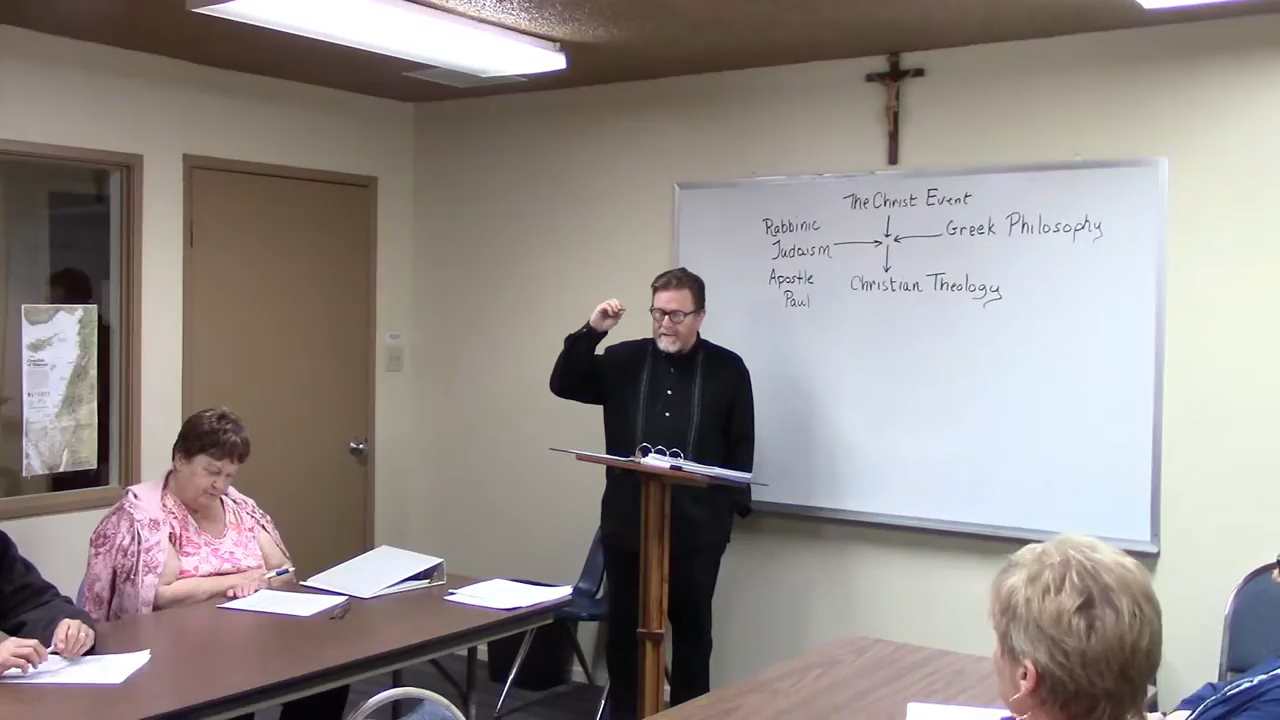 The Christ Event
Rabbinic
Judaism
Greek Philosophy
Apostle
Paul
Christian Theology